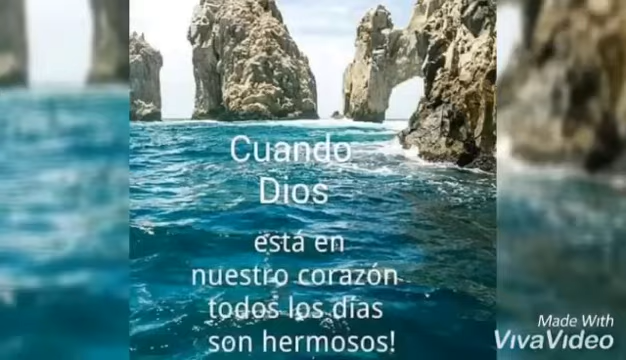 Cuando
Dios
está en
nuestro corazón
todos los días
son hermosos!
Made With
VivaVideo